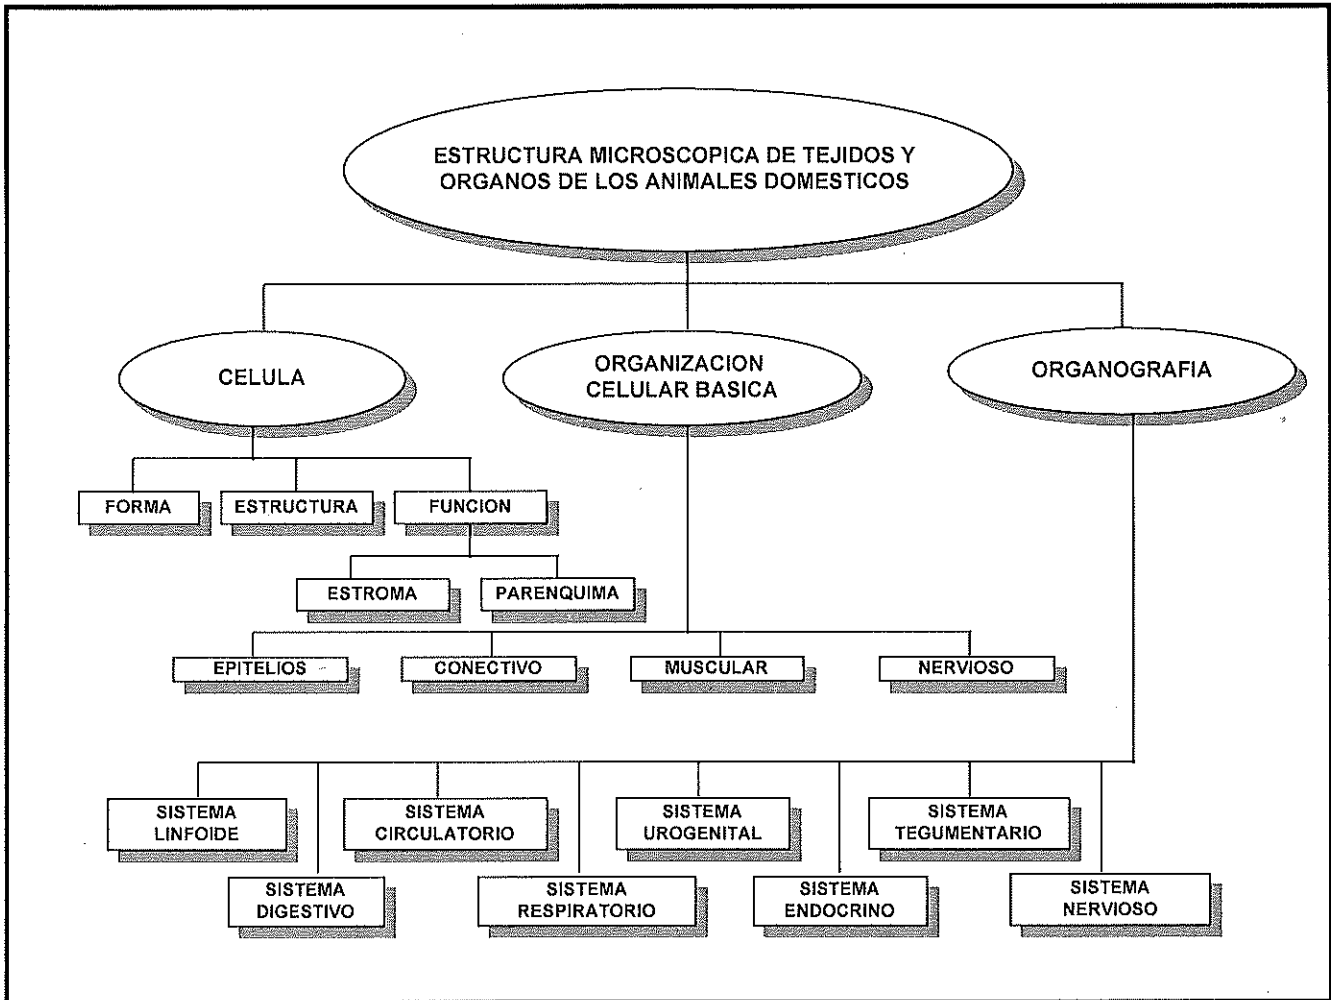 ESTRUCTURA MICROSCOPICA DE TEJIDOS Y
ORGANOS DE LOS ANIMALES DOMESTICOS
CELULA
ORGANIZACION
CELULAR BASICA
ORGANOGRAFIA
FORMA
ESTRUCTURA
FUNCION
ESTROMA
PARENQUIMA
EPITELIOS
CONECTIVO
MUSCULAR
NERVIOSO
SISTEMA
LINFOIDE
SISTEMA
CIRCULATORIO
SISTEMA
UROGENITAL
SISTEMA
TEGUMENTARIO
SISTEMA
DIGESTIVO
SISTEMA
RESPIRATORIO
SISTEMA
ENDOCRINO
SISTEMA
NERVIOSO